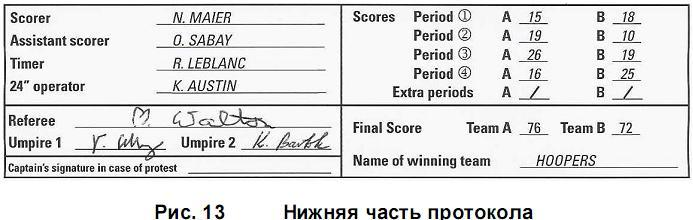 Scorer N. MAIER
Assistant scorer O. SABAY
Timer R. LEBLANC
24" operator K. AUSTIN
Referee M. Walton
Umpire 1 Umpire 2 K. Bartok
Captain's signature in case of protest
Scores Period ① A 15 B 18
Period ② A 19 B 10
Period ③ A 26 B 19
Period ④ A 16 B 25
Extra periods A / B /
Final Score Team A 76 Team B 72
Name of winning team HOOPERS
Рис. 13 Нижняя часть протокола